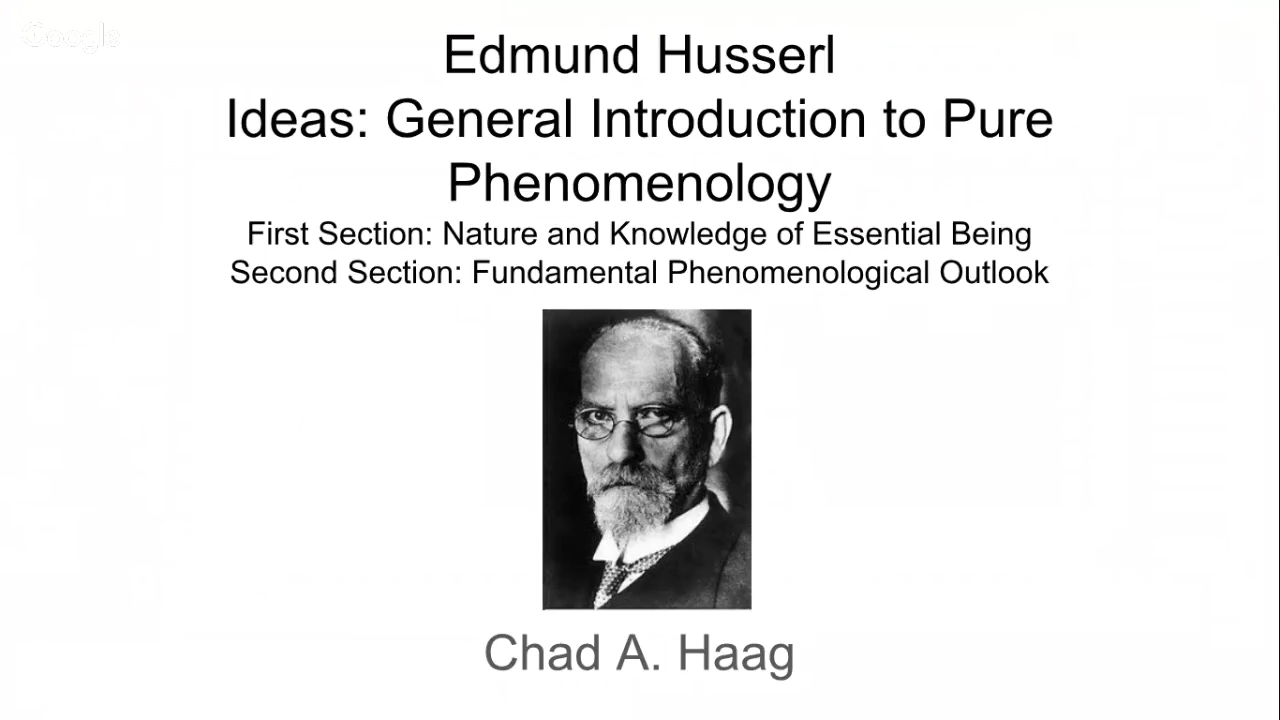 Google
Edmund Husserl
Ideas: General Introduction to Pure
Phenomenology
First Section: Nature and Knowledge of Essential Being
Second Section: Fundamental Phenomenological Outlook
Chad A. Haag